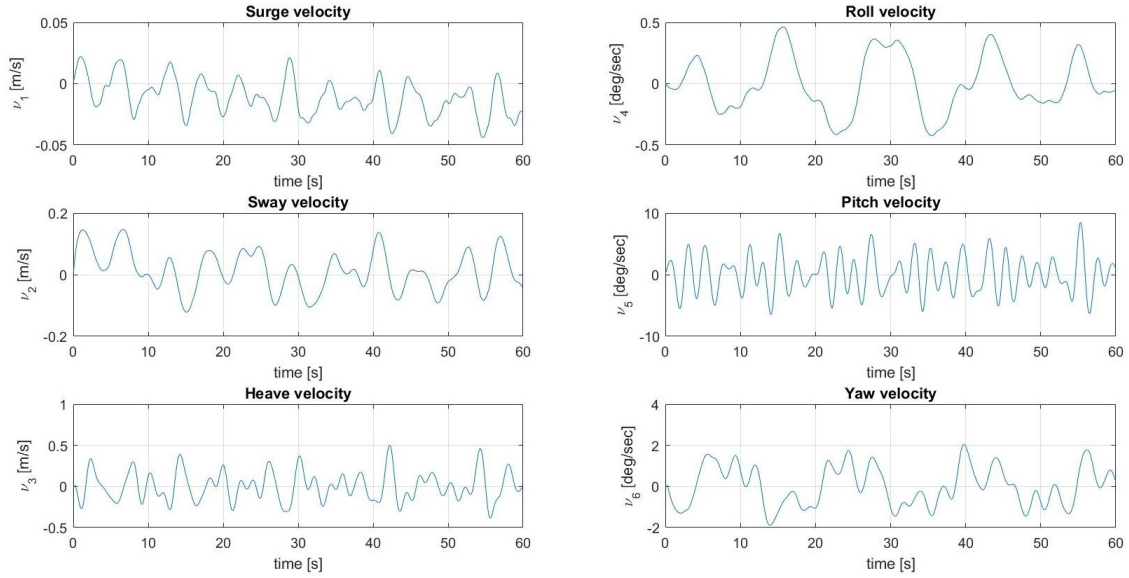 Surge velocity
0.05
0
-0.05
ν1 [m/s]
0 10 20 30 40 50 60
time [s]
Sway velocity
0.2
0
-0.2
ν2 [m/s]
0 10 20 30 40 50 60
time [s]
Heave velocity
1
0.5
0
-0.5
ν3 [m/s]
0 10 20 30 40 50 60
time [s]
Roll velocity
0.5
0
-0.5
ν4 [deg/sec]
0 10 20 30 40 50 60
time [s]
Pitch velocity
10
0
-10
ν5 [deg/sec]
0 10 20 30 40 50 60
time [s]
Yaw velocity
4
2
0
-2
ν6 [deg/sec]
0 10 20 30 40 50 60
time [s]